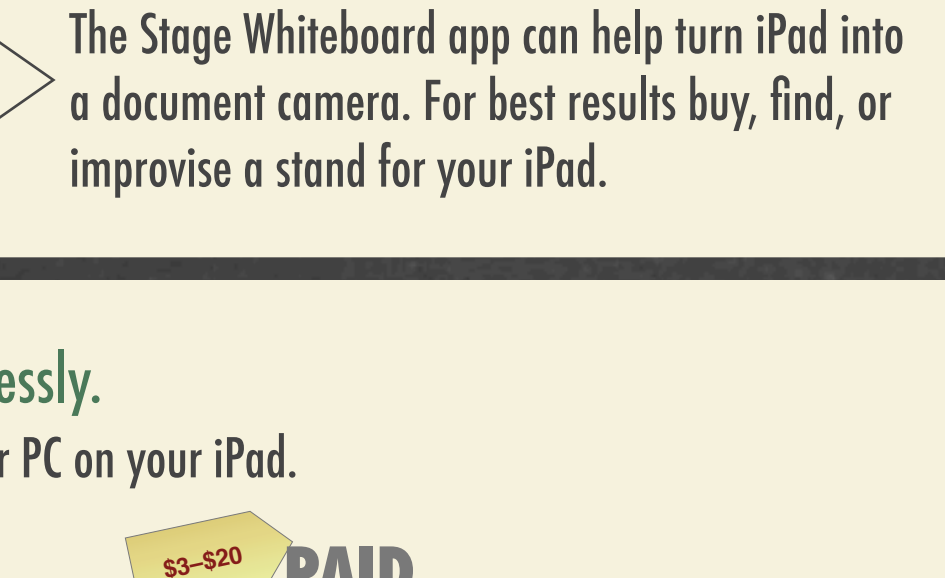 The Stage Whiteboard app can help turn iPad into
a document camera. For best results buy, find, or
improvise a stand for your iPad.
essly.
r PC on your iPad.
$3–$20
PAID